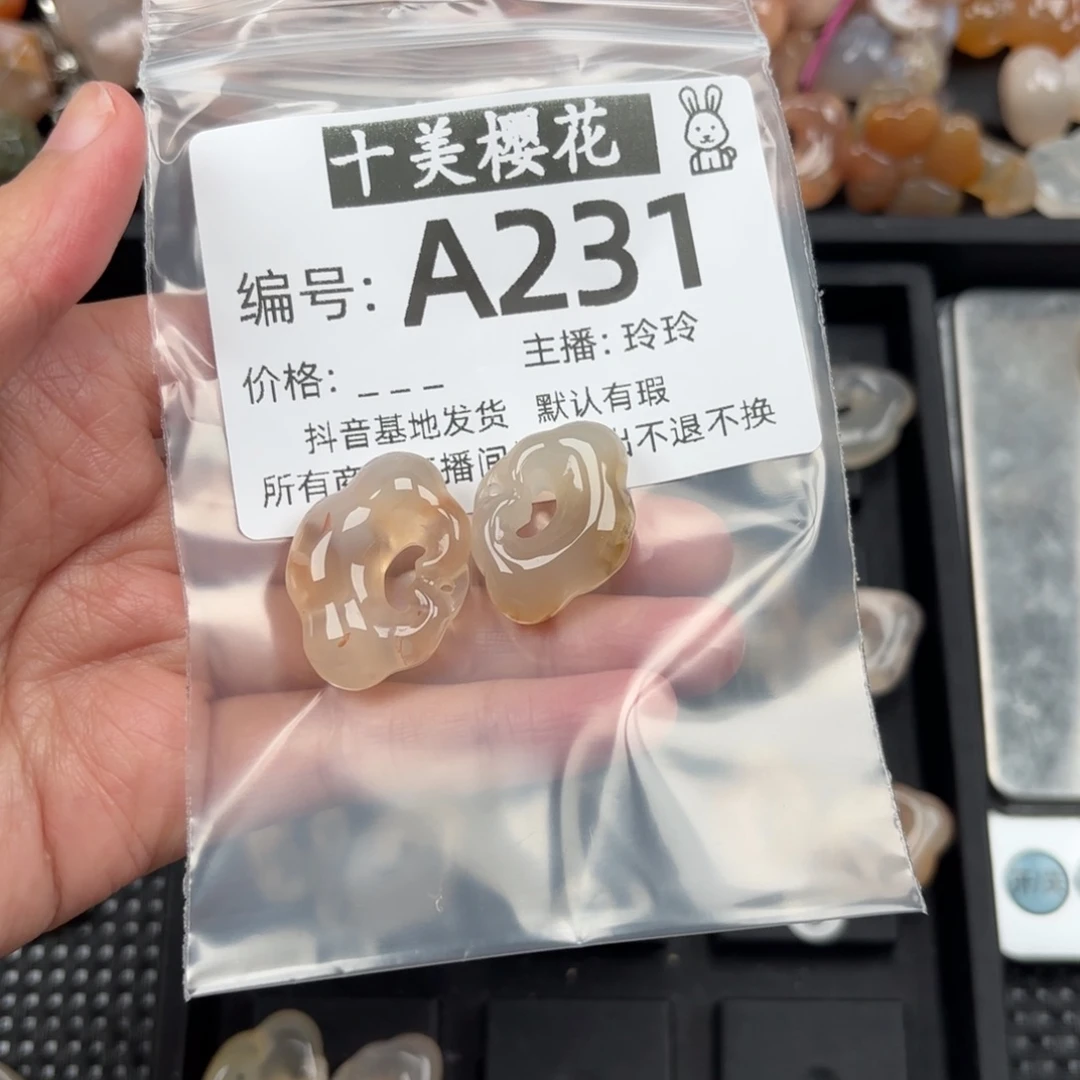 十美樱花
编号: A231
价格: _ _ _ 主播: 玲玲
抖音基地发货 默认有瑕
所有商 播间 出不退不换